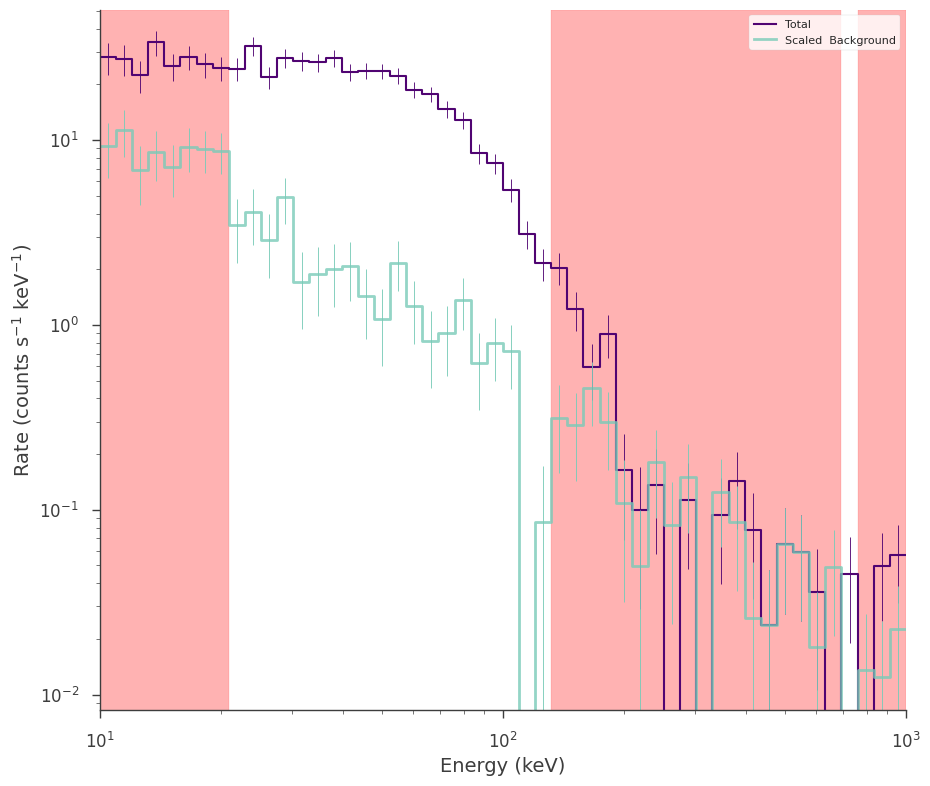 Total
Scaled  Background
Rate (counts s⁻¹ keV⁻¹)
10¹
10⁰
10⁻¹
10⁻²
10¹
10²
10³
Energy (keV)